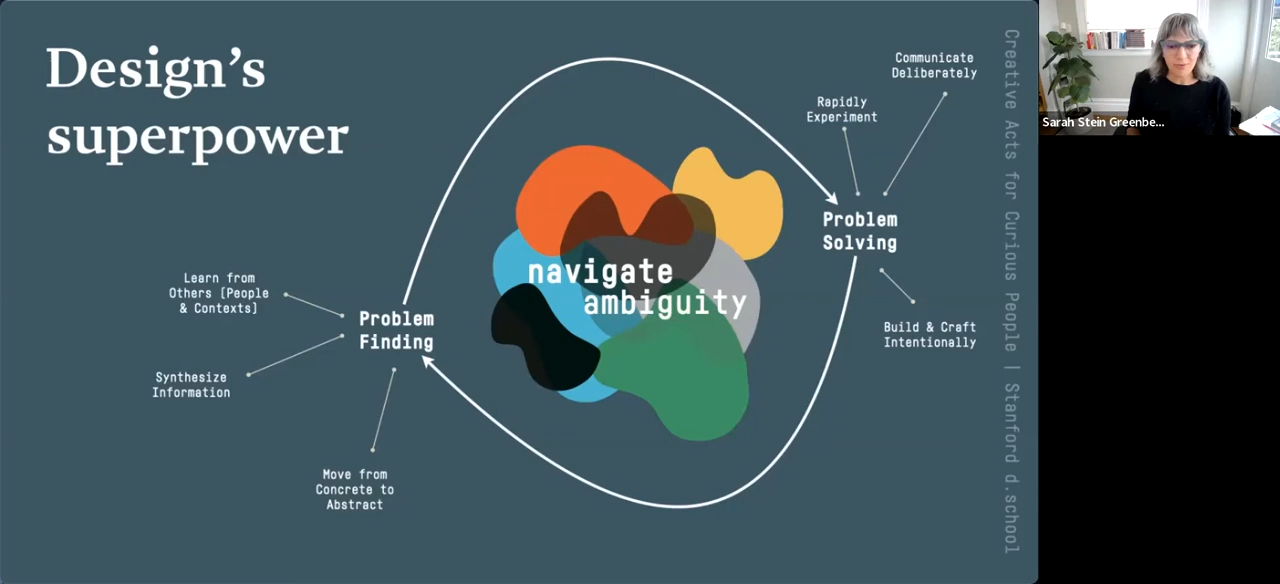 Design's
superpower
Communicate
Deliberately
Rapidly
Experiment
Problem
Solving
navigate
ambiguity
Learn from
Others [People
& Contexts]
Problem
Finding
Build & Craft
Intentionally
Synthesize
Information
Move from
Concrete to
Abstract
Creative Acts for Curious People | Stanford d.school
Sarah Stein Greenbe...